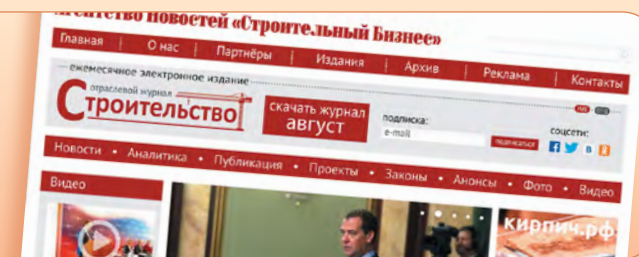 Агентство новостей «Строительный Бизнес»
Главная О нас Партнёры Издания Архив Реклама Контакты
ежемесячное электронное издание
отраслевой журнал
Строительство
скачать журнал
август
подписка:
e-mail
подписаться
соцсети:
Новости • Аналитика • Публикация • Проекты • Законы • Анонсы • Фото • Видео
Видео
кирпич.рф